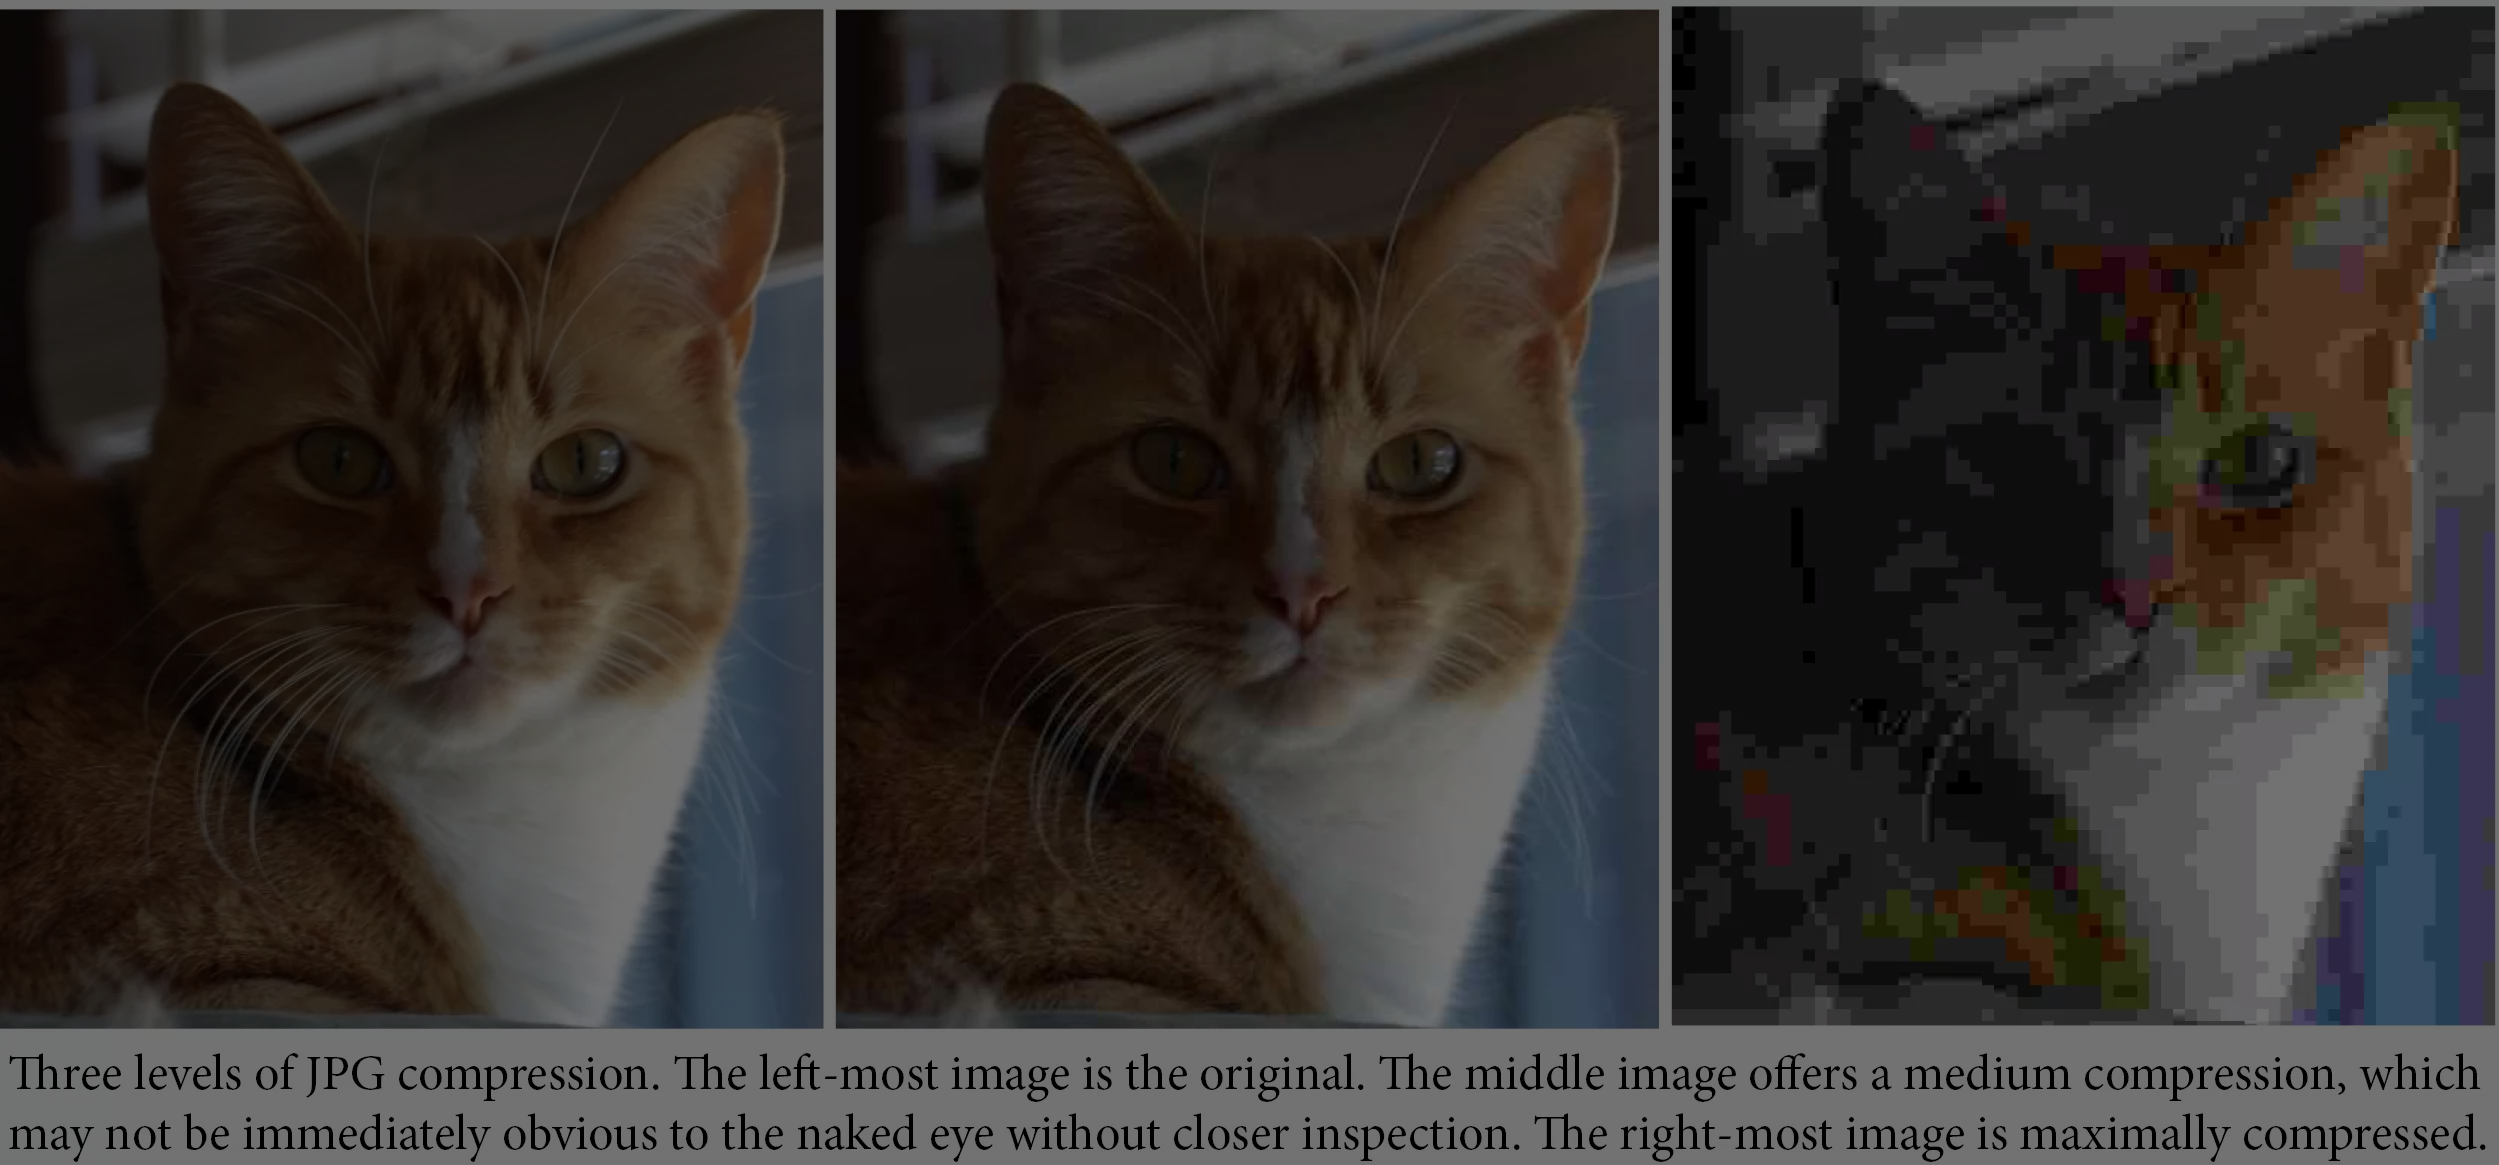 Three levels of JPG compression. The left-most image is the original. The middle image offers a medium compression, which
may not be immediately obvious to the naked eye without closer inspection. The right-most image is maximally compressed.